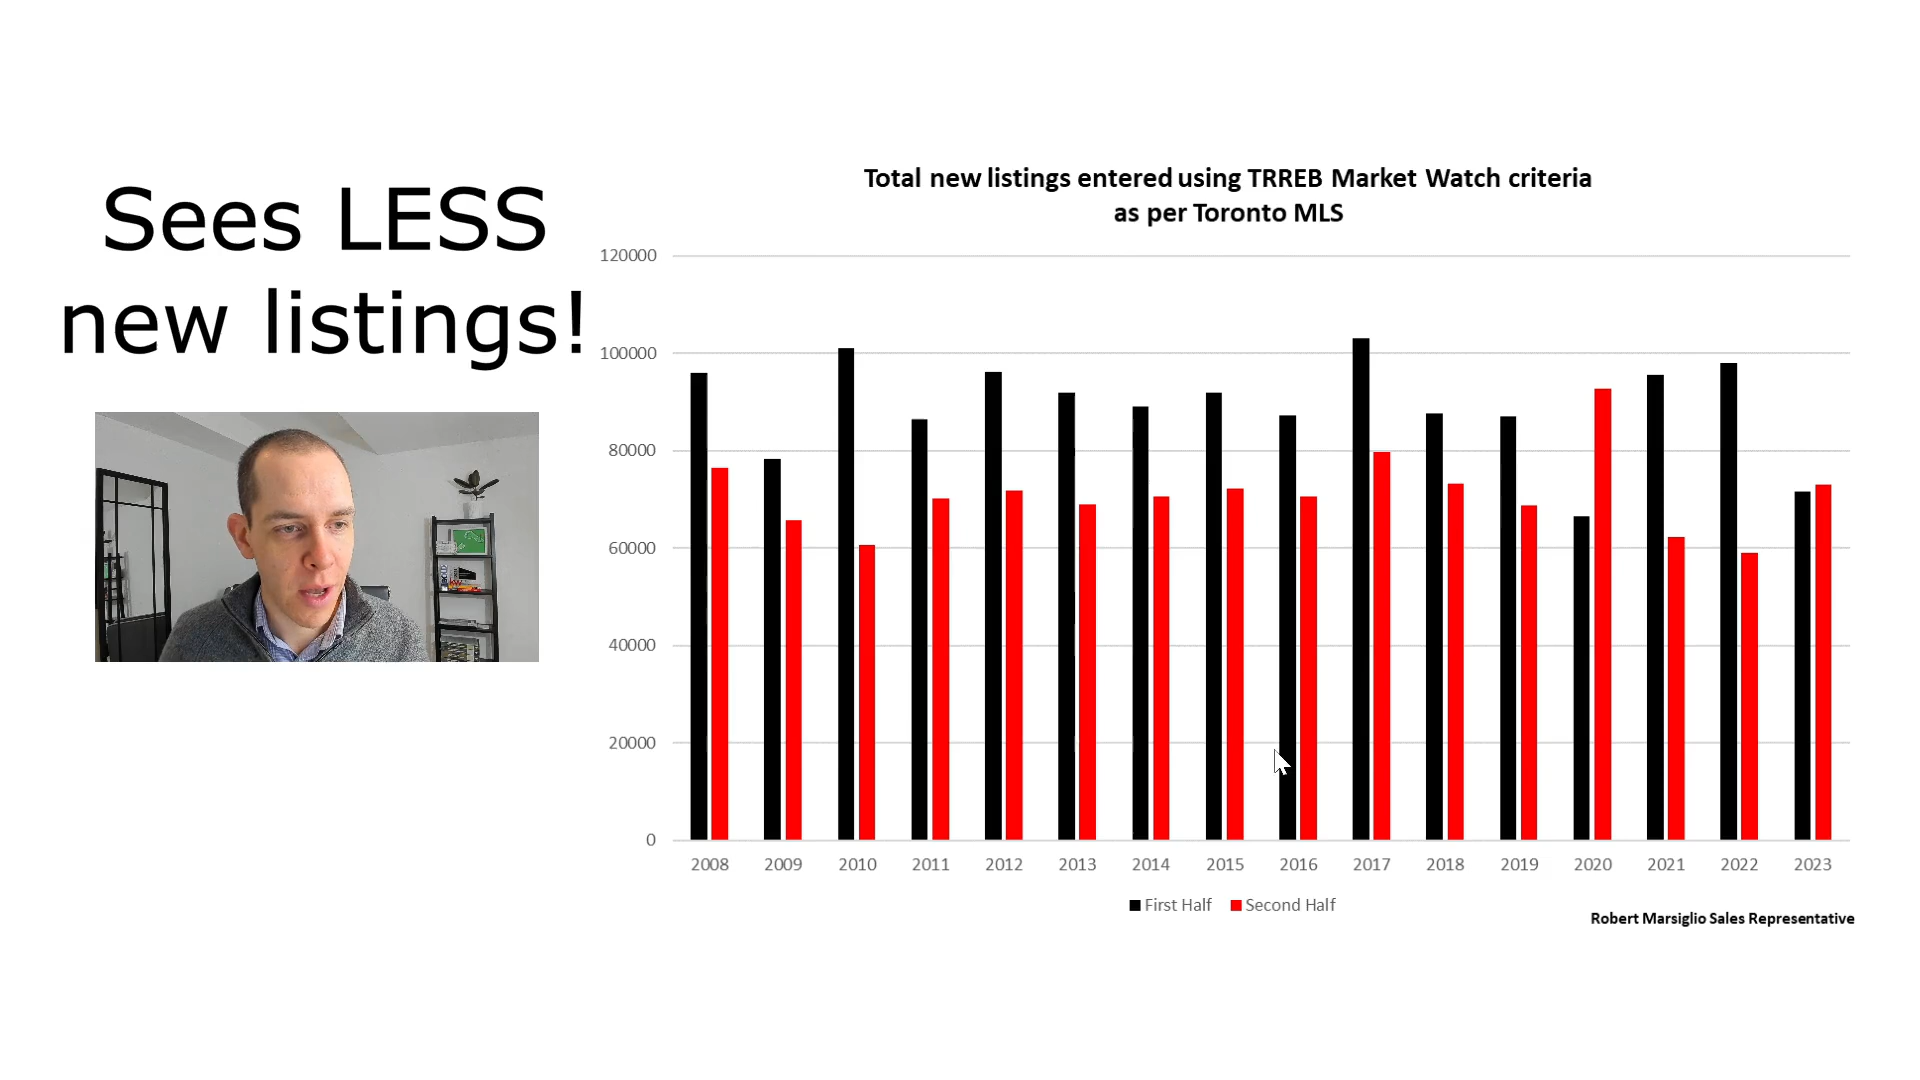 Sees LESS
new listings!
Total new listings entered using TRREB Market Watch criteria
as per Toronto MLS
120000
100000
80000
60000
40000
20000
0
2008 2009 2010 2011 2012 2013 2014 2015 2016 2017 2018 2019 2020 2021 2022 2023
First Half Second Half
Robert Marsiglio Sales Representative